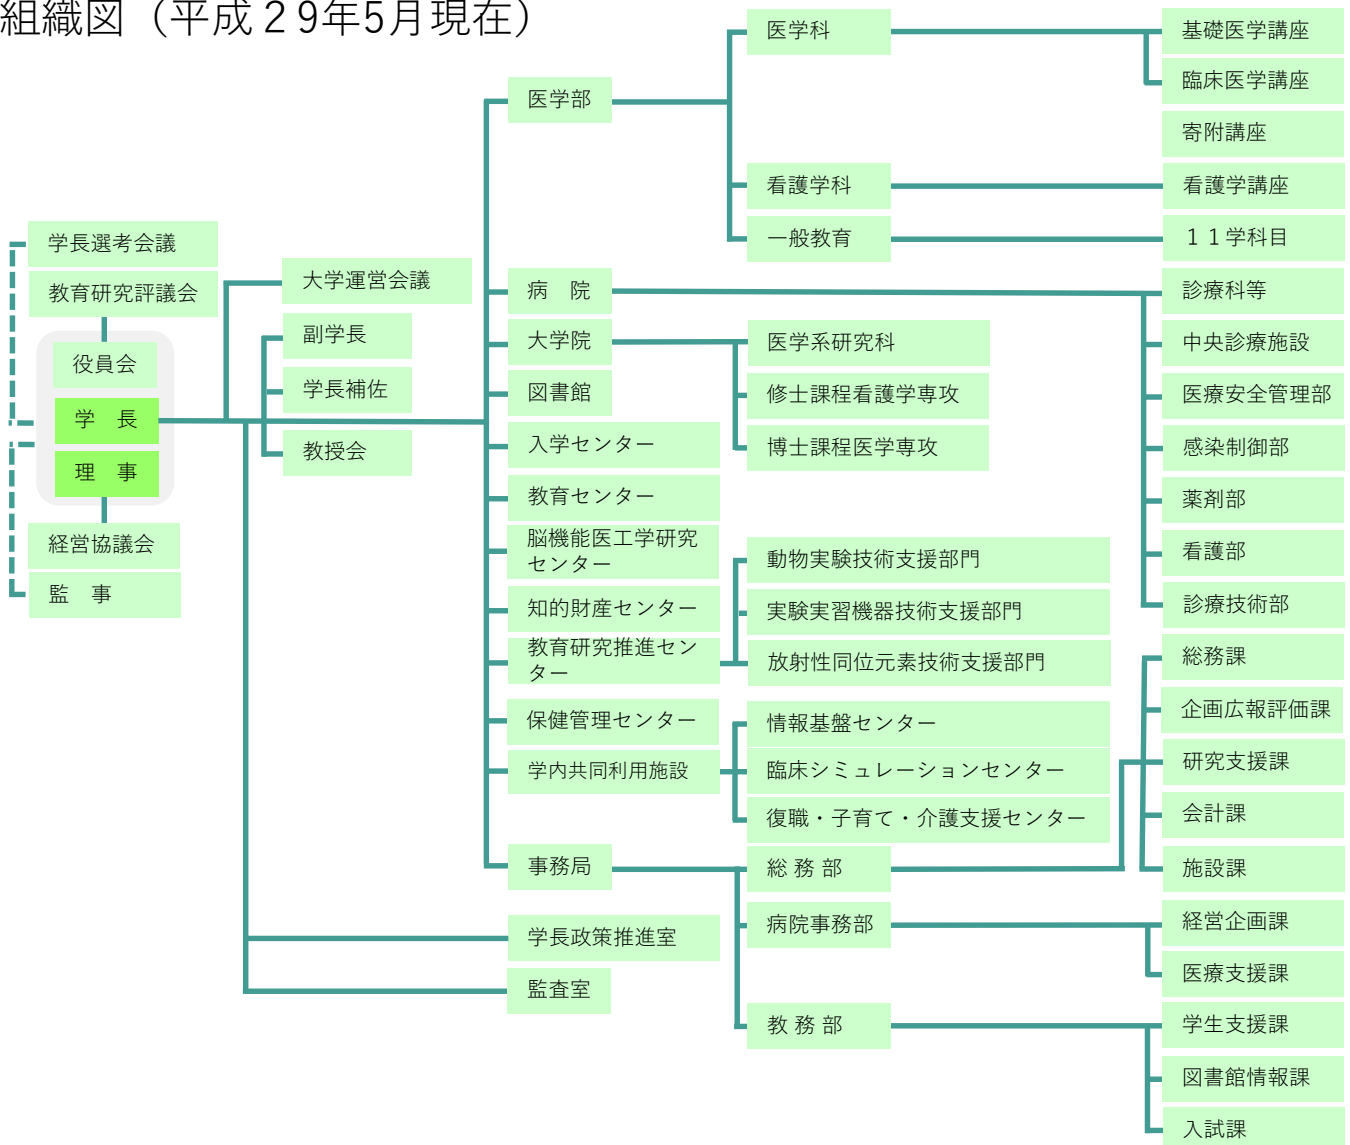 組織図（平成２９年5月現在）
学長選考会議
教育研究評議会
役員会
学　長
理　事
経営協議会
監　事
大学運営会議
副学長
学長補佐
教授会
医学部
病　院
大学院
図書館
入学センター
教育センター
脳機能医工学研究
センター
知的財産センター
教育研究推進セン
ター
保健管理センター
学内共同利用施設
事務局
学長政策推進室
監査室
医学科
看護学科
一般教育
医学系研究科
修士課程看護学専攻
博士課程医学専攻
動物実験技術支援部門
実験実習機器技術支援部門
放射性同位元素技術支援部門
情報基盤センター
臨床シミュレーションセンター
復職・子育て・介護支援センター
総 務 部
病院事務部
教 務 部
基礎医学講座
臨床医学講座
寄附講座
看護学講座
１１学科目
診療科等
中央診療施設
医療安全管理部
感染制御部
薬剤部
看護部
診療技術部
総務課
企画広報評価課
研究支援課
会計課
施設課
経営企画課
医療支援課
学生支援課
図書館情報課
入試課